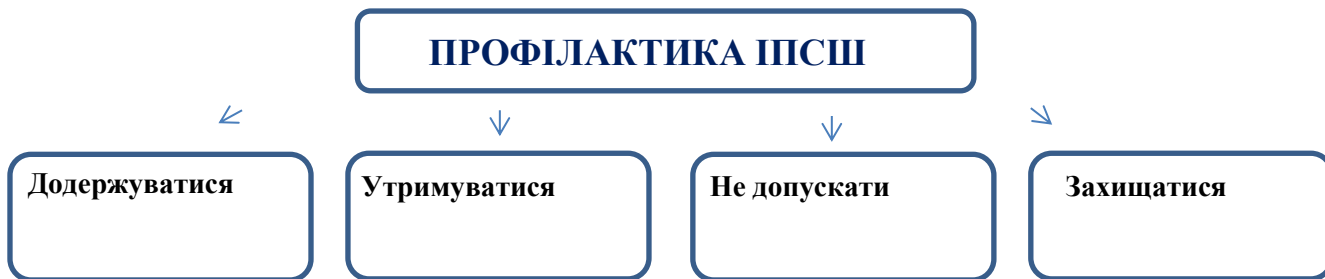 ПРОФІЛАКТИКА ІПСШ
Додержуватися
Утримуватися
Не допускати
Захищатися